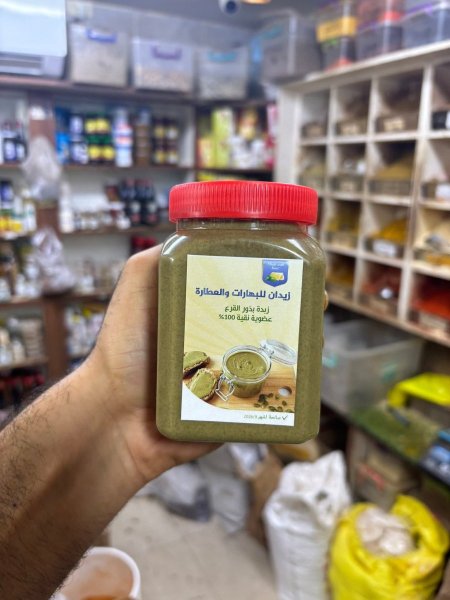 زيدان للبهارات والعطارة
زبدة بذور القرع
عضوية نقية 100%